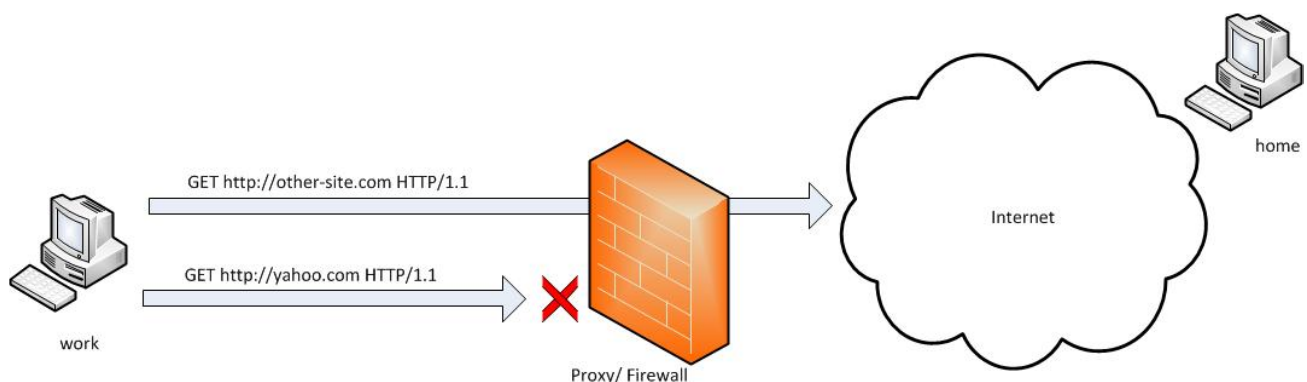 home
GET http://other-site.com HTTP/1.1
Internet
GET http://yahoo.com HTTP/1.1
work
Proxy/ Firewall